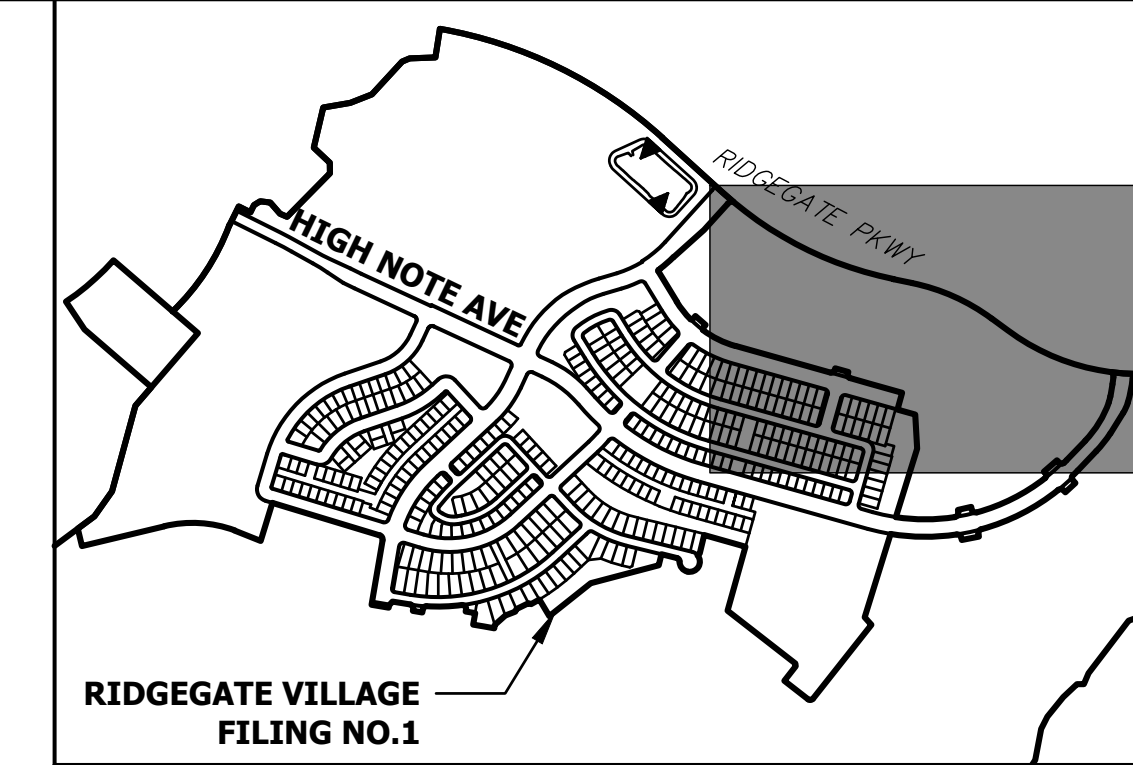 RIDGEGATE PKWY
HIGH NOTE AVE
RIDGEGATE VILLAGE
FILING NO.1